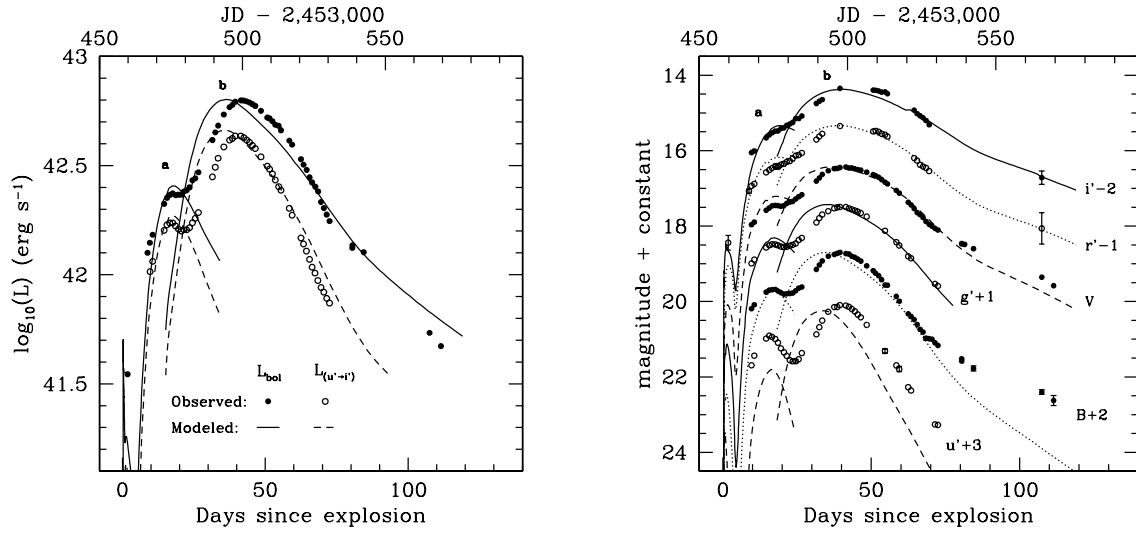 JD − 2,453,000
450 500 550
43
42.5
42
41.5
log₁₀(L) (erg s⁻¹)
a
b
L_bol L_(u'→i')
Observed:
Modeled:
0 50 100
Days since explosion
JD − 2,453,000
450 500 550
14
16
18
20
22
24
magnitude + constant
a
b
i'−2
r'−1
V
g'+1
B+2
u'+3
0 50 100
Days since explosion